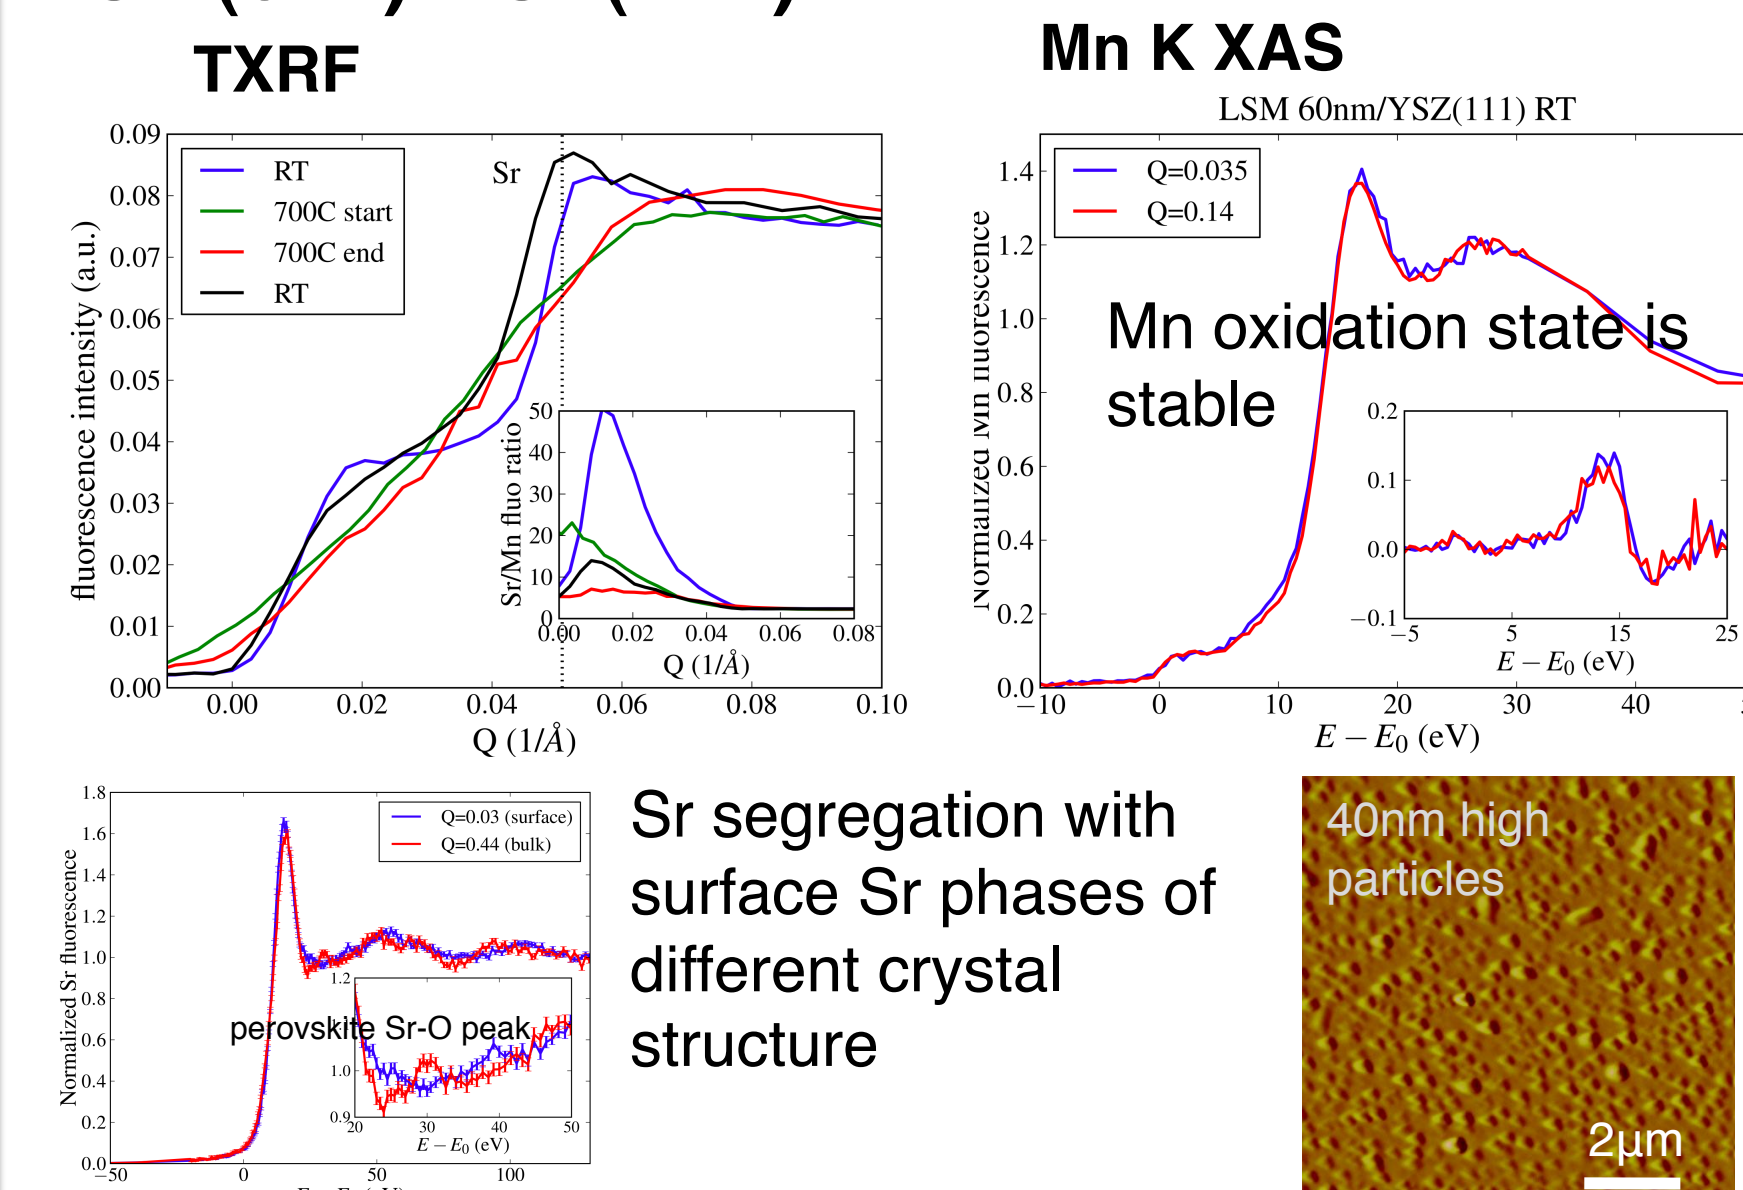 TXRF
Mn K XAS
LSM 60nm/YSZ(111) RT
0.09
0.08
0.07
0.06
0.05
0.04
0.03
0.02
0.01
0.00
fluorescence intensity (a.u.)
RT
700C start
700C end
RT
Sr
0.00 0.02 0.04 0.06 0.08 0.10
Q (1/Å)
50
40
30
20
10
0
Sr/Mn fluo ratio
0.00 0.02 0.04 0.06 0.08
Q (1/Å)
1.4
1.2
1.0
0.8
0.6
0.4
0.2
0.0
Normalized Mn fluorescence
Q=0.035
Q=0.14
Mn oxidation state is
stable
0.2
0.1
0.0
−0.1
−5 5 15 25
E − E0 (eV)
−10 0 10 20 30 40
E − E0 (eV)
1.8
1.6
1.4
1.2
1.0
0.8
0.6
0.4
0.2
0.0
Normalized Sr fluorescence
Q=0.03 (surface)
Q=0.44 (bulk)
perovskite Sr-O peak
1.2
1.0
0.9
20 30 40 50
E − E0 (eV)
−50 0 50 100
Sr segregation with
surface Sr phases of
different crystal
structure
40nm high
particles
2µm